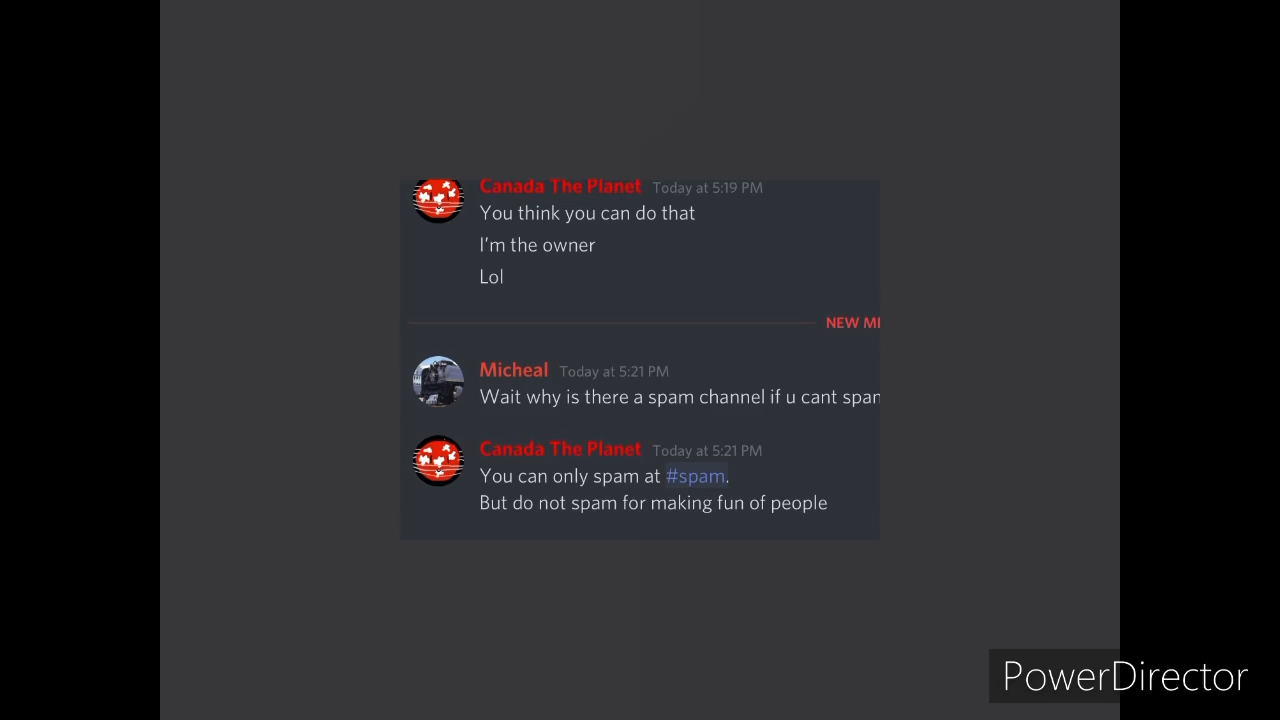 Canada The Planet Today at 5:19 PM
You think you can do that
I'm the owner
Lol
NEW
Micheal Today at 5:21 PM
Wait why is there a spam channel if u cant
Canada The Planet Today at 5:21 PM
You can only spam at #spam.
But do not spam for making fun of people
PowerDirector